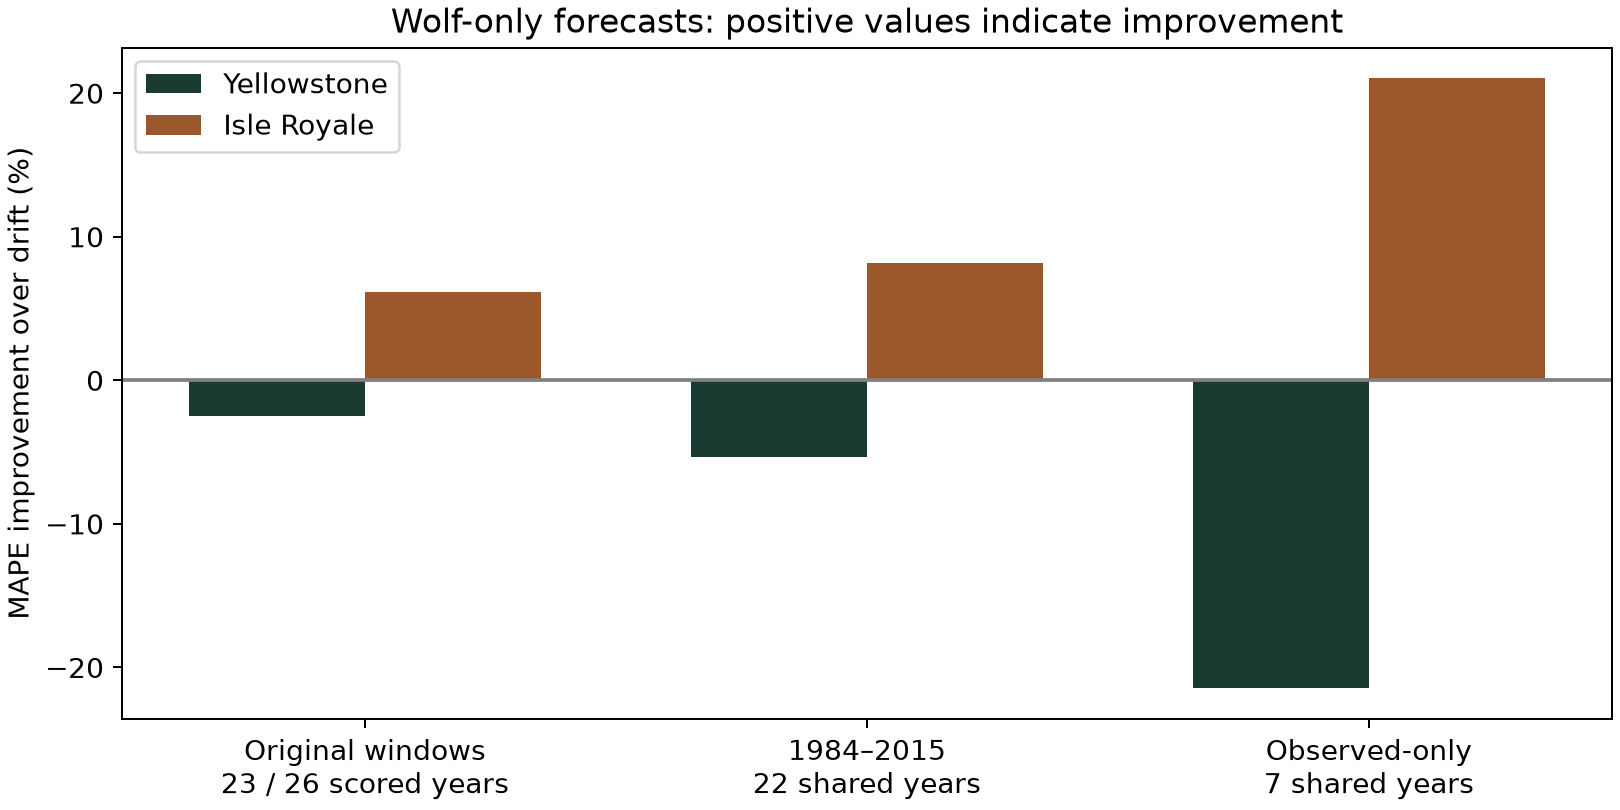 Wolf-only forecasts: positive values indicate improvement
Yellowstone
Isle Royale
MAPE improvement over drift (%)
20
10
0
−10
−20
Original windows
23 / 26 scored years
1984–2015
22 shared years
Observed-only
7 shared years